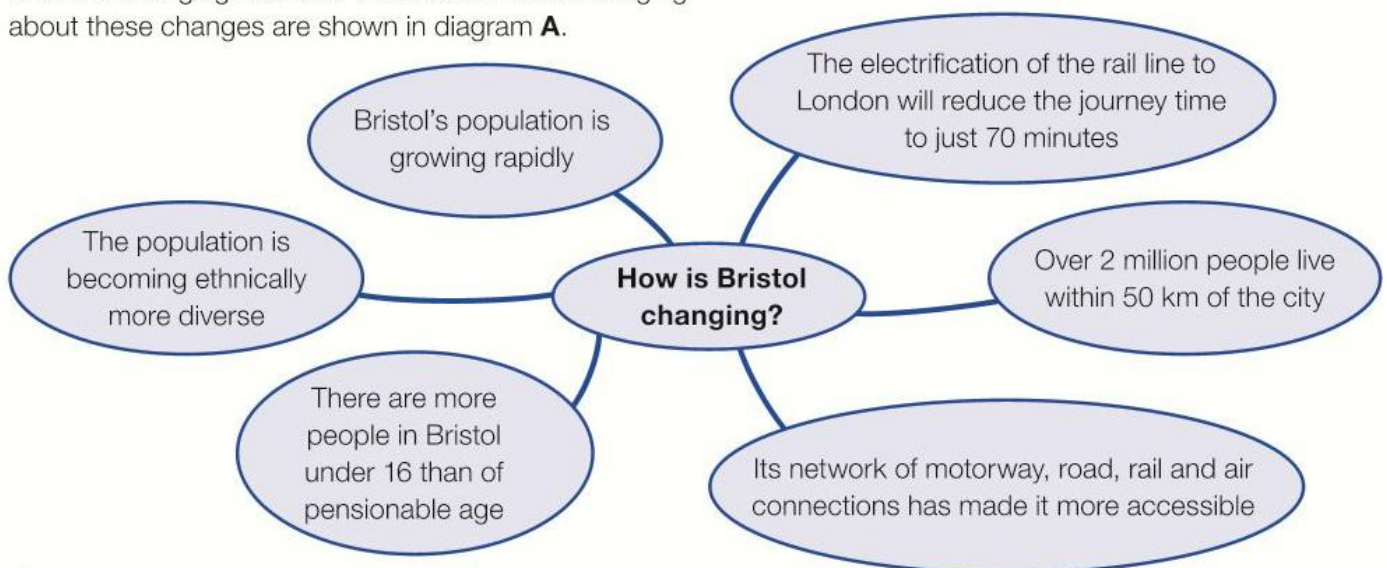 about these changes are shown in diagram A.
The electrification of the rail line to
London will reduce the journey time
to just 70 minutes
Bristol's population is
growing rapidly
The population is
becoming ethnically
more diverse
How is Bristol
changing?
Over 2 million people live
within 50 km of the city
There are more
people in Bristol
under 16 than of
pensionable age
Its network of motorway, road, rail and air
connections has made it more accessible